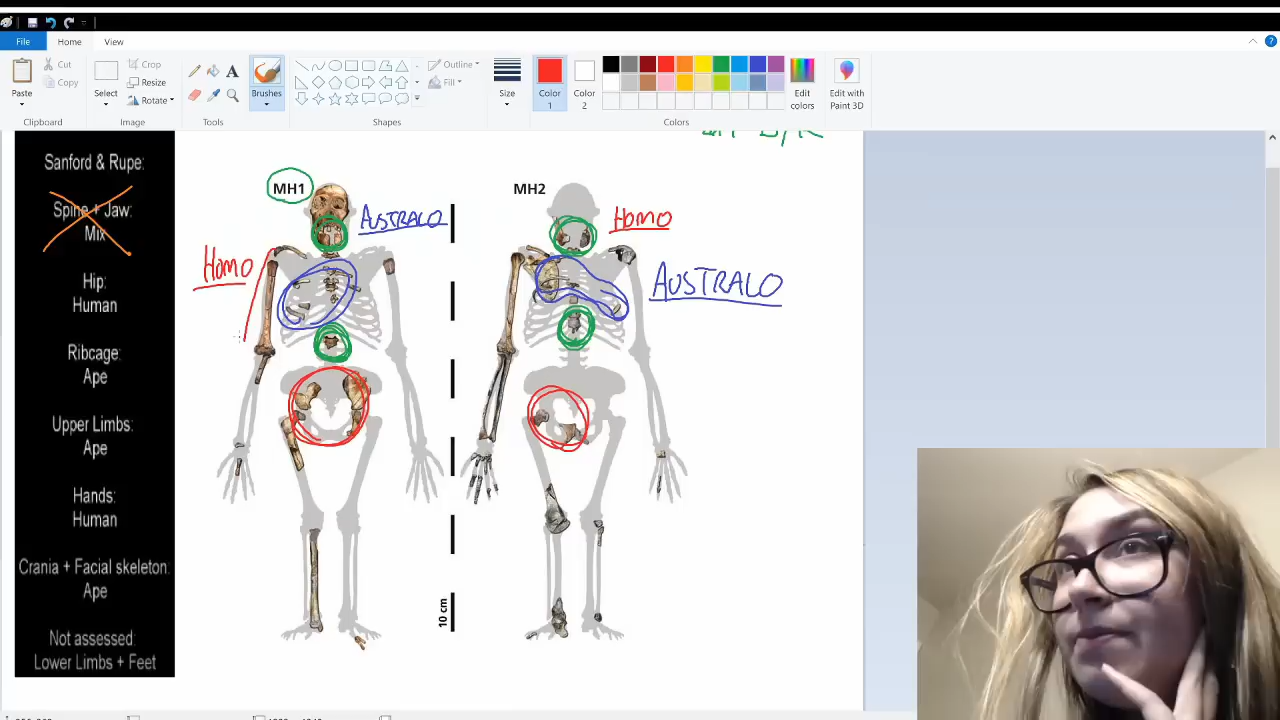 File
Home
View
Paste
Cut
Copy
Clipboard
Select
Crop
Resize
Rotate
Image
Tools
Brushes
Shapes
Outline
Fill
Size
Color
1
Color
2
Edit
colors
Edit with
Paint 3D
Colors
Sanford & Rupe:
Spine + Jaw:
Mix
Hip:
Human
Ribcage:
Ape
Upper Limbs:
Ape
Hands:
Human
Crania + Facial skeleton:
Ape
Not assessed:
Lower Limbs + Feet
MH1
AUSTRALO
Homo
MH2
Homo
AUSTRALO
10 cm